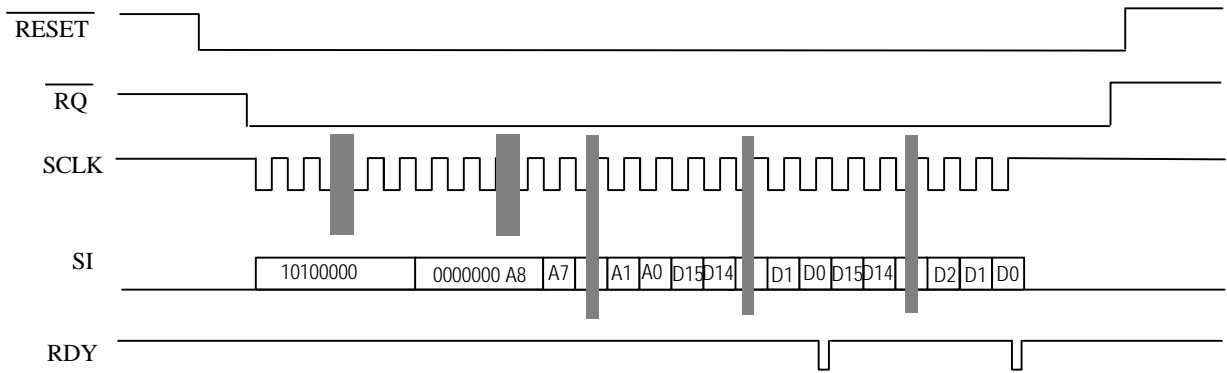 RESET
RQ
SCLK
SI 10100000 0000000 A8 A7 A1 A0 D15 D14 D1 D0 D15 D14 D2 D1 D0
RDY